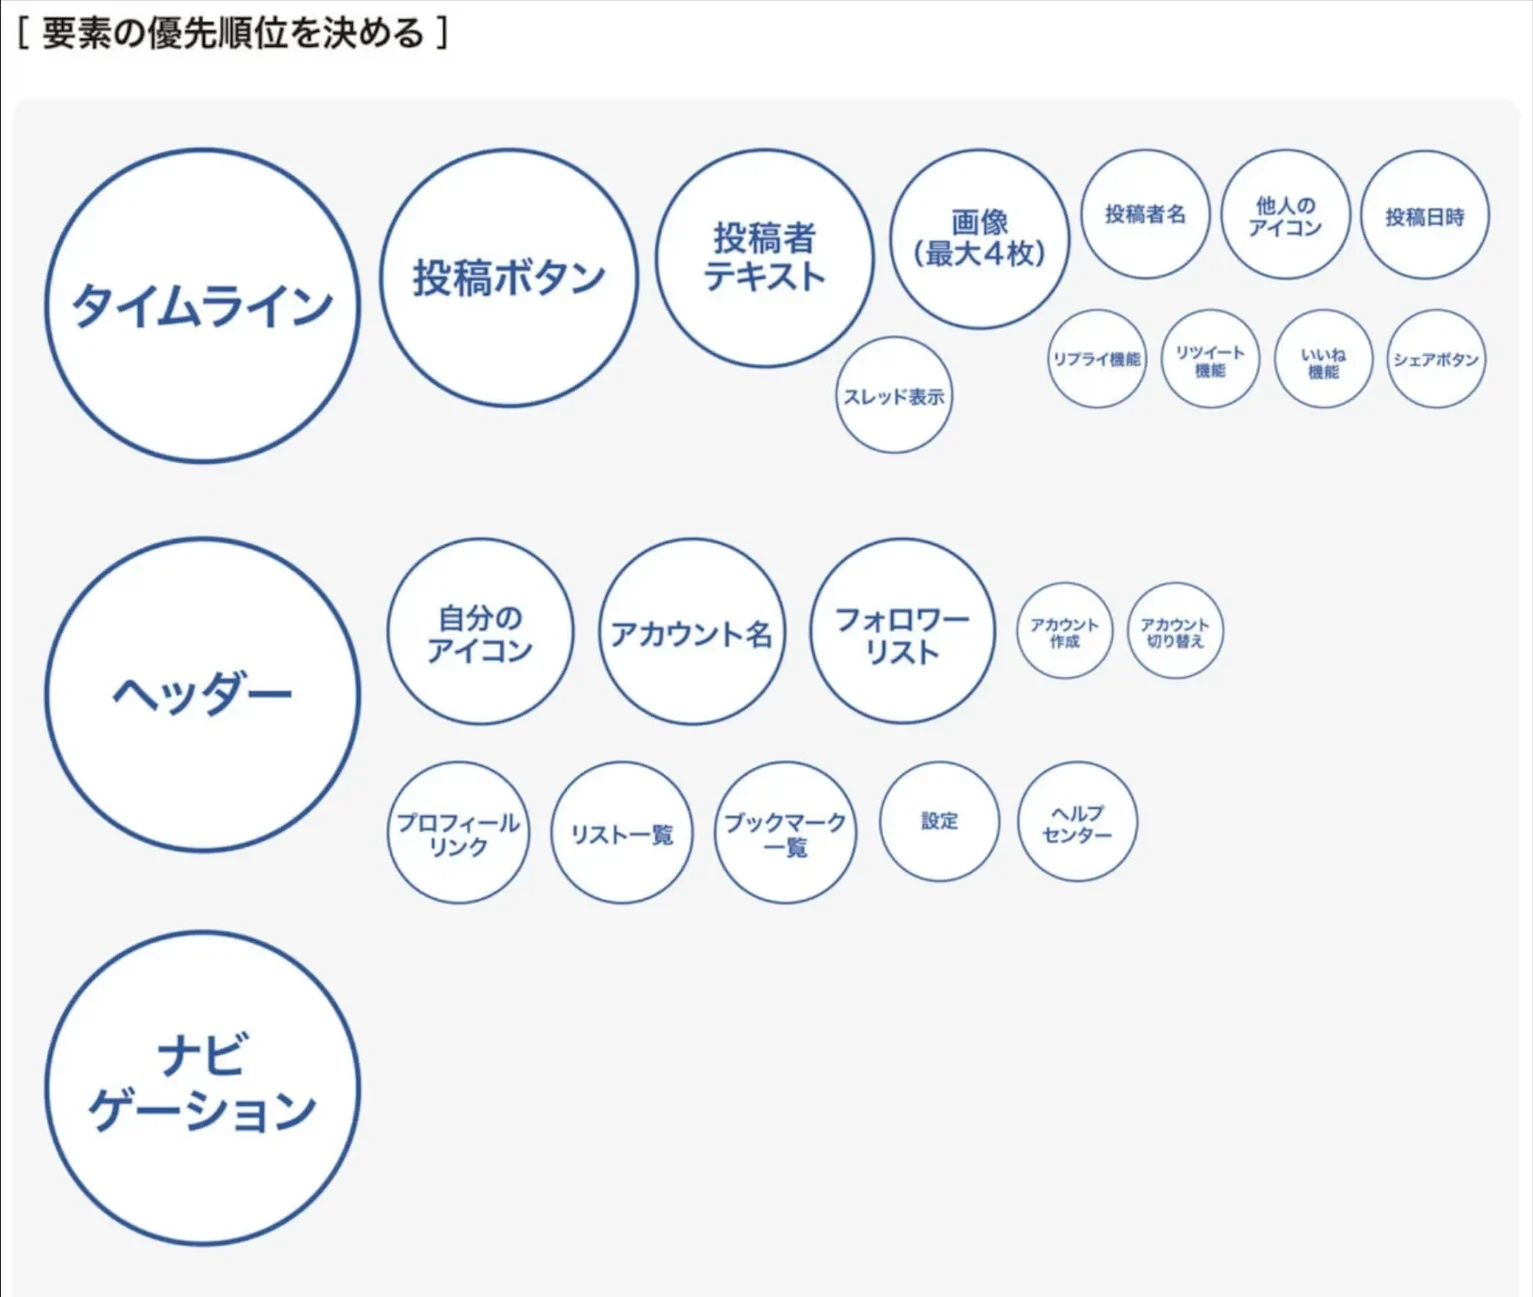 [ 要素の優先順位を決める ]
タイムライン
投稿ボタン
投稿者
テキスト
画像
（最大4枚）
投稿者名
他人の
アイコン
投稿日時
スレッド表示
リプライ機能
リツイート
機能
いいね
機能
シェアボタン
ヘッダー
自分の
アイコン
アカウント名
フォロワー
リスト
アカウント
作成
アカウント
切り替え
プロフィール
リンク
リスト一覧
ブックマーク
一覧
設定
ヘルプ
センター
ナビ
ゲーション